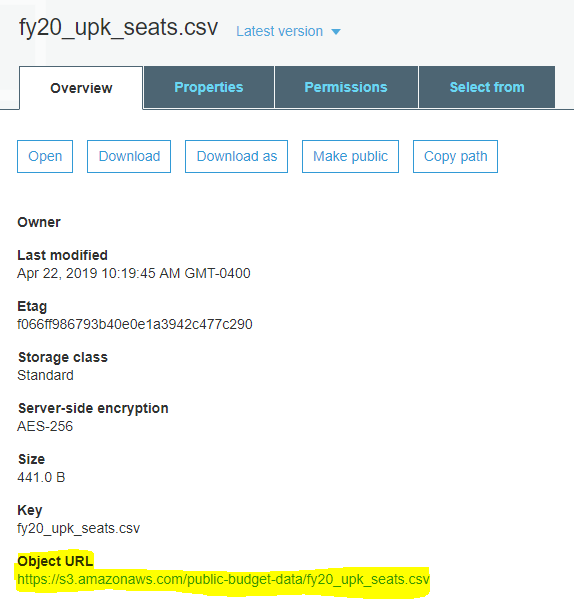 fy20_upk_seats.csv Latest version
Overview Properties Permissions Select from
Open Download Download as Make public Copy path
Owner
Last modified
Apr 22, 2019 10:19:45 AM GMT-0400
Etag
f066ff986793b40e0e1a3942c477c290
Storage class
Standard
Server-side encryption
AES-256
Size
441.0 B
Key
fy20_upk_seats.csv
Object URL
https://s3.amazonaws.com/public-budget-data/fy20_upk_seats.csv